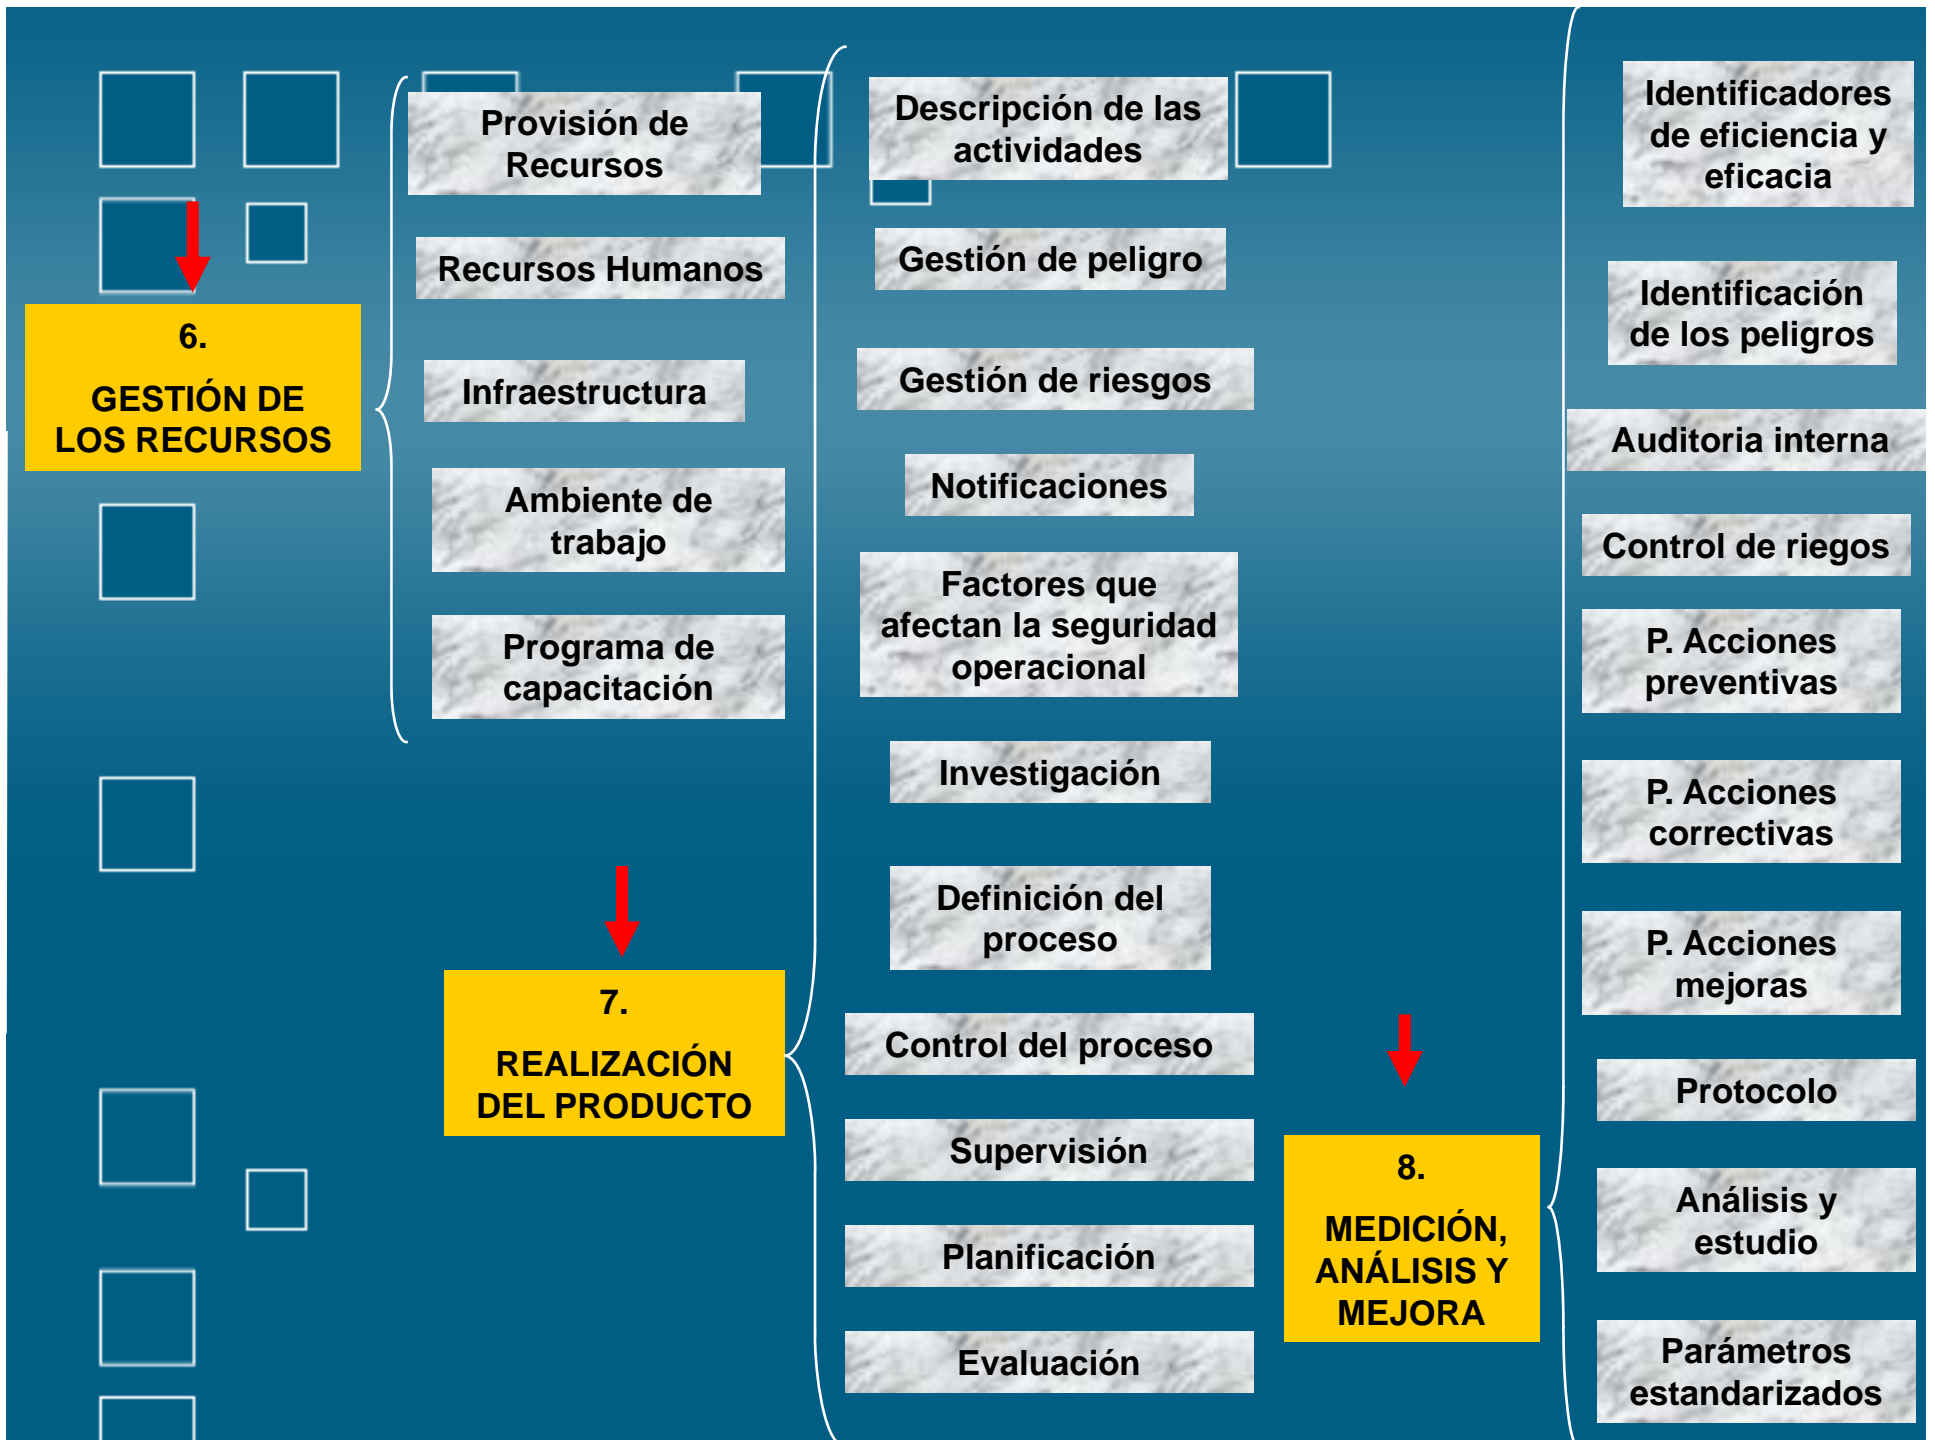 6.
GESTIÓN DE
LOS RECURSOS
Provisión de
Recursos
Recursos Humanos
Infraestructura
Ambiente de
trabajo
Programa de
capacitación
7.
REALIZACIÓN
DEL PRODUCTO
Descripción de las
actividades
Gestión de peligro
Gestión de riesgos
Notificaciones
Factores que
afectan la seguridad
operacional
Investigación
Definición del
proceso
Control del proceso
Supervisión
Planificación
Evaluación
8.
MEDICIÓN,
ANÁLISIS Y
MEJORA
Identificadores
de eficiencia y
eficacia
Identificación
de los peligros
Auditoria interna
Control de riegos
P. Acciones
preventivas
P. Acciones
correctivas
P. Acciones
mejoras
Protocolo
Análisis y
estudio
Parámetros
estandarizados